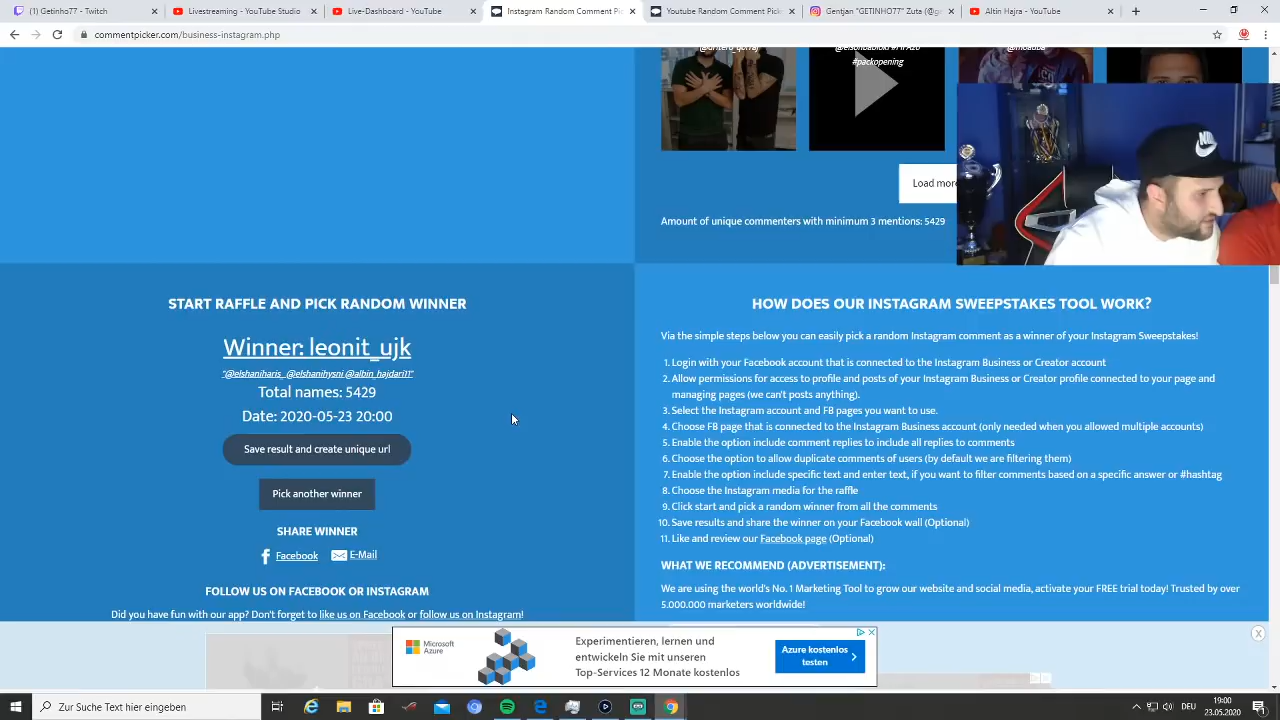 (1) Getinho77 - Twitch
Livestreaming - YouTube Studio
Live-Dashboard - YouTube
Instagram Random Comment Pic
Youtube Random Comment Picker
Gentjan "GETINHO77" Zuta (@g
Altin Hajra - YouTube
commentpicker.com/business-instagram.php
#packopening
Load more
Amount of unique commenters with minimum 3 mentions: 5429
START RAFFLE AND PICK RANDOM WINNER
Winner: leonit_ujk
"@elshaniharis_ @elshanihysni @albin_hajdari11"
Total names: 5429
Date: 2020-05-23 20:00
Save result and create unique url
Pick another winner
SHARE WINNER
Facebook
E-Mail
FOLLOW US ON FACEBOOK OR INSTAGRAM
Did you have fun with our app? Don't forget to like us on Facebook or follow us on Instagram!
HOW DOES OUR INSTAGRAM SWEEPSTAKES TOOL WORK?
Via the simple steps below you can easily pick a random Instagram comment as a winner of your Instagram Sweepstakes!
1. Login with your Facebook account that is connected to the Instagram Business or Creator account
2. Allow permissions for access to profile and posts of your Instagram Business or Creator profile connected to your page and
managing pages (we can't posts anything).
3. Select the Instagram account and FB pages you want to use.
4. Choose FB page that is connected to the Instagram Business account (only needed when you allowed multiple accounts)
5. Enable the option include comment replies to include all replies to comments
6. Choose the option to allow duplicate comments of users (by default we are filtering them)
7. Enable the option include specific text and enter text, if you want to filter comments based on a specific answer or #hashtag
8. Choose the Instagram media for the raffle
9. Click start and pick a random winner from all the comments
10. Save results and share the winner on your Facebook wall (Optional)
11. Like and review our Facebook page (Optional)
WHAT WE RECOMMEND (ADVERTISEMENT):
We are using the world's No. 1 Marketing Tool to grow our website and social media, activate your FREE trial today! Trusted by over
5.000.000 marketers worldwide!
Microsoft
Azure
Experimentieren, lernen und
entwickeln Sie mit unseren
Top-Services 12 Monate kostenlos
Azure kostenlos
testen
Zur Suche Text hier eingeben
DEU
19:00
23.05.2020